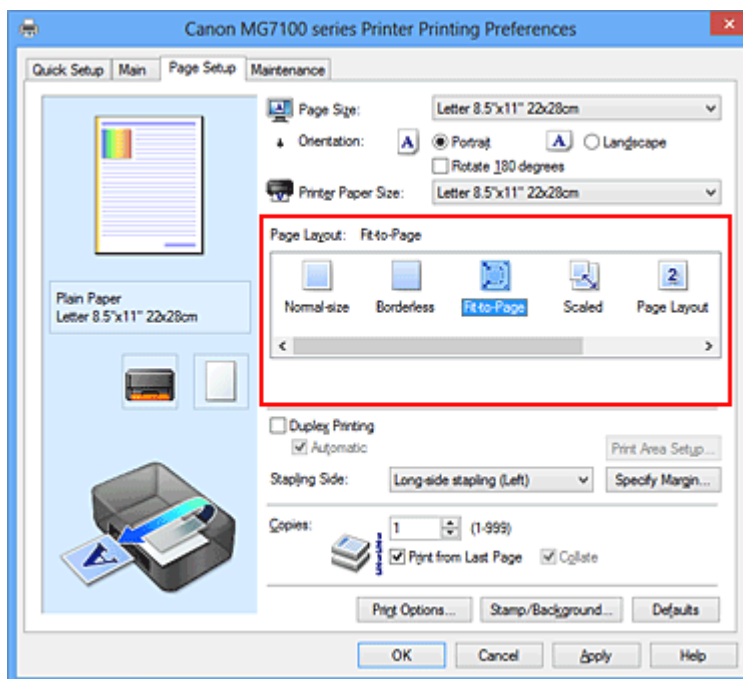 Canon MG7100 series Printer Printing Preferences
Quick Setup Main Page Setup Maintenance
Page Size: Letter 8.5"x11" 22x28cm
Orientation: A Portrait A Landscape
Rotate 180 degrees
Printer Paper Size: Letter 8.5"x11" 22x28cm
Page Layout: Fit-to-Page
Normal-size Borderless Fit-to-Page Scaled Page Layout
Plain Paper
Letter 8.5"x11" 22x28cm
Duplex Printing
Automatic
Print Area Setup...
Stapling Side: Long-side stapling (Left) Specify Margin...
Copies: 1 (1-999)
Print from Last Page Collate
Print Options... Stamp/Background... Defaults
OK Cancel Apply Help